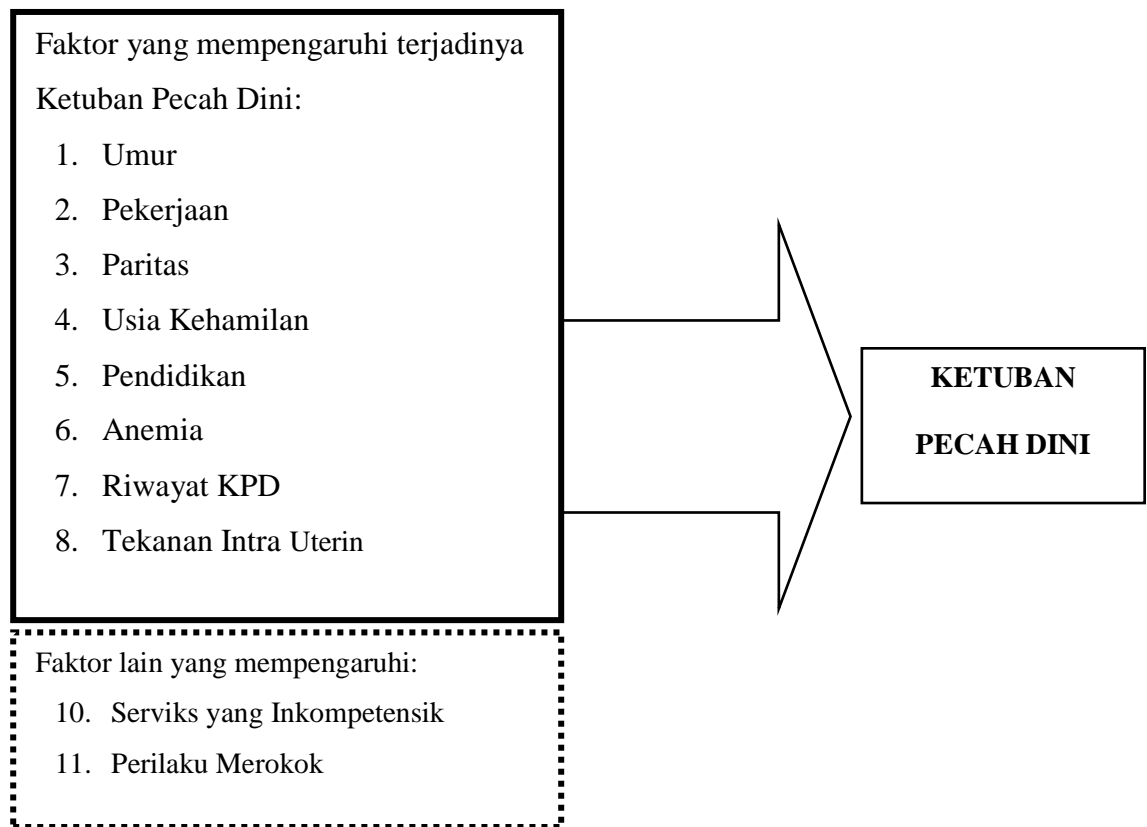 Faktor yang mempengaruhi terjadinya
Ketuban Pecah Dini:
1. Umur
2. Pekerjaan
3. Paritas
4. Usia Kehamilan
5. Pendidikan
6. Anemia
7. Riwayat KPD
8. Tekanan Intra Uterin
KETUBAN
PECAH DINI
Faktor lain yang mempengaruhi:
10. Serviks yang Inkompetensik
11. Perilaku Merokok